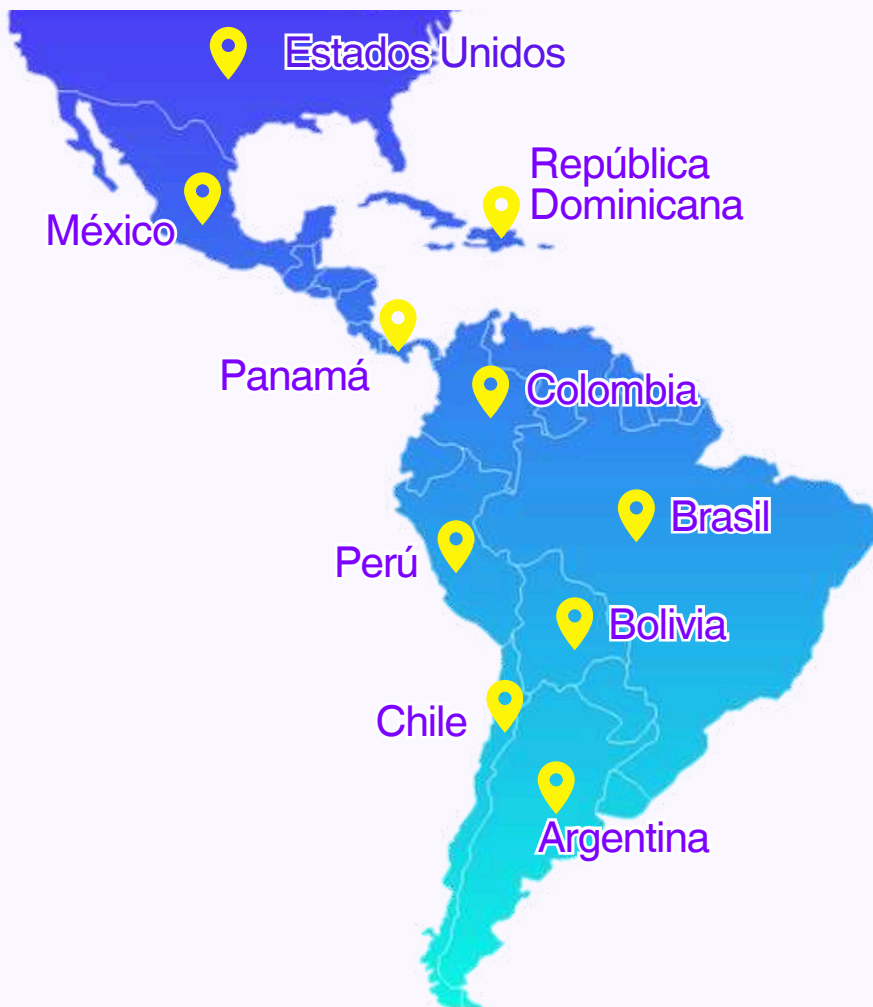 Estados Unidos
República
Dominicana
México
Panamá
Colombia
Brasil
Perú
Bolivia
Chile
Argentina